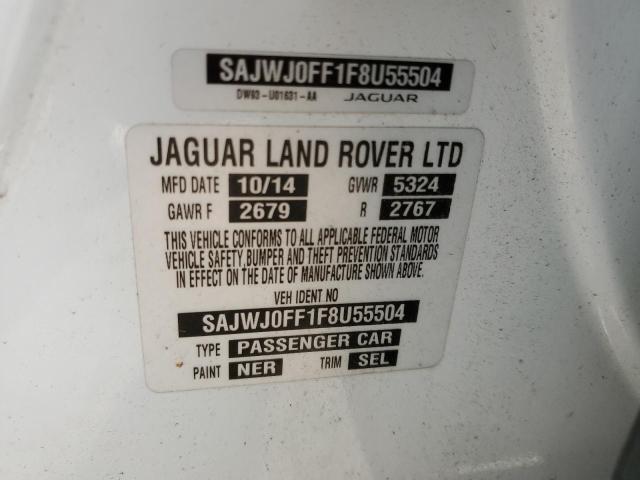 SAJWJ0FF1F8U55504
DW93-U01631-AA JAGUAR
JAGUAR LAND ROVER LTD
MFD DATE 10/14 GVWR 5324
GAWR F 2679 R 2767
THIS VEHICLE CONFORMS TO ALL APPLICABLE FEDERAL MOTOR
VEHICLE SAFETY,BUMPER AND THEFT PREVENTION STANDARDS
IN EFFECT ON THE DATE OF MANUFACTURE SHOWN ABOVE.
VEH IDENT NO
SAJWJ0FF1F8U55504
TYPE PASSENGER CAR
PAINT NER TRIM SEL